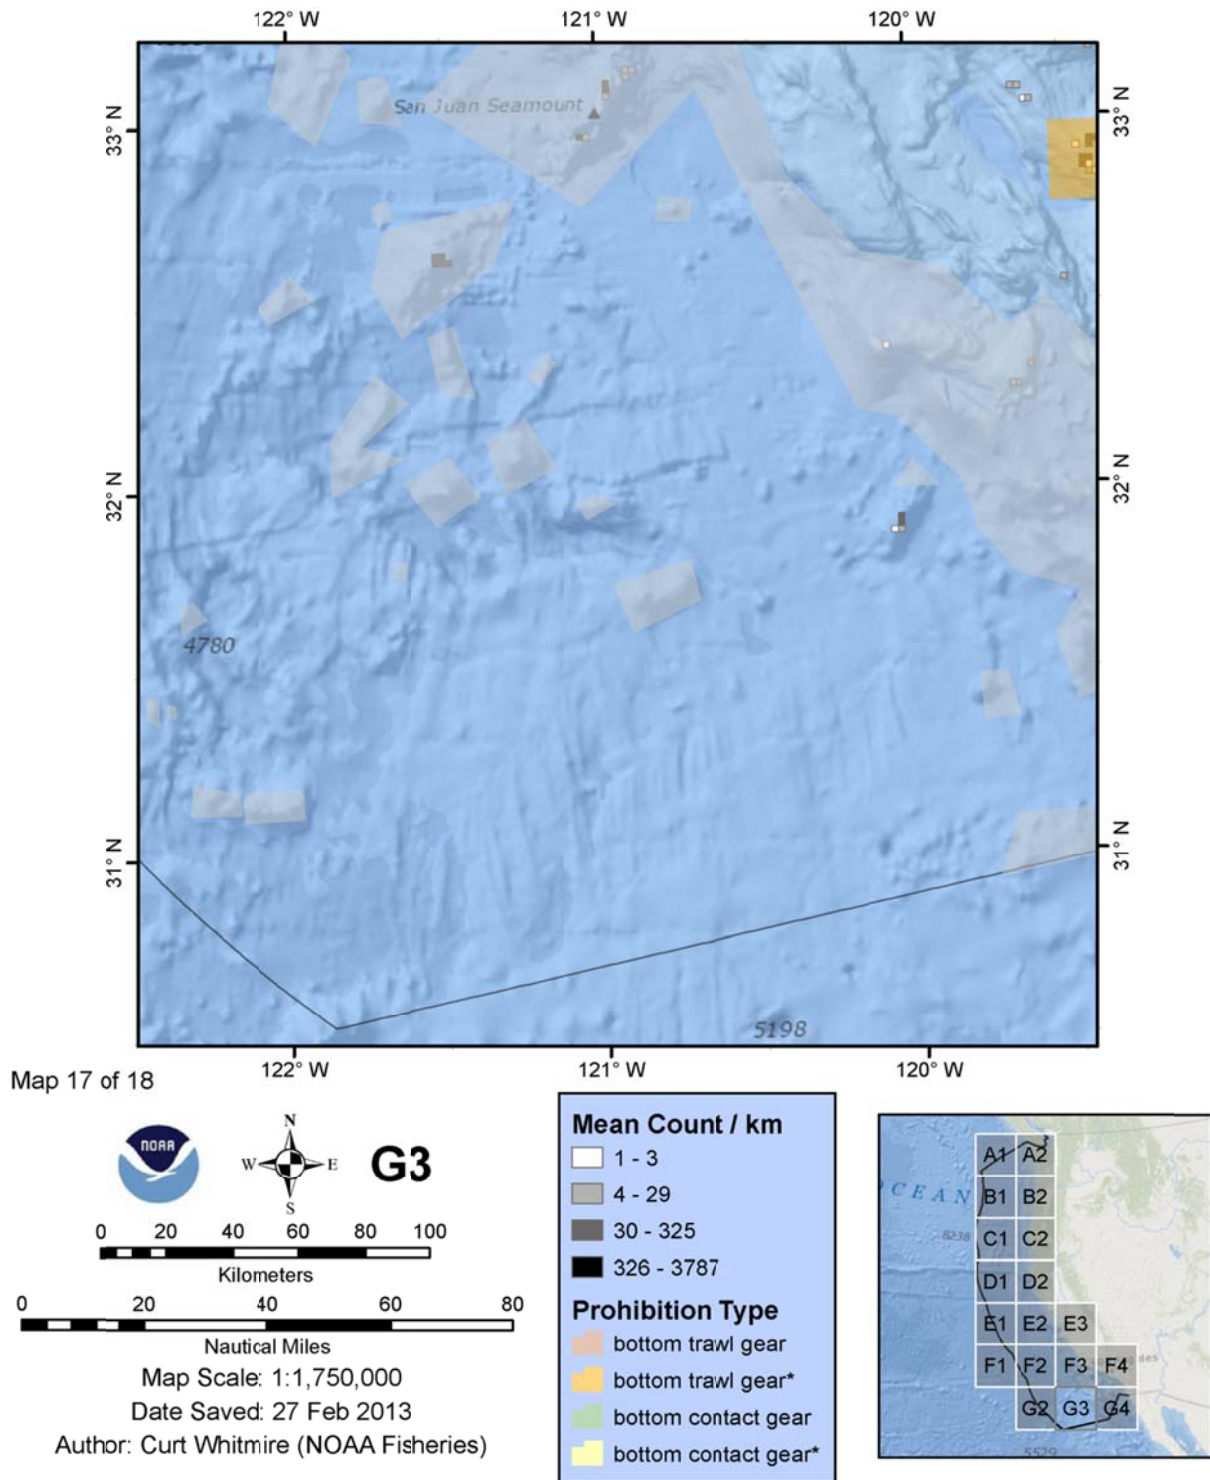 122° W 121° W 120° W
33° N
33° N
San Juan Seamount
32° N
32° N
4780
31° N
31° N
5198
122° W 121° W 120° W
Map 17 of 18
NOAA
N
W E
S
G3
0 20 40 60 80 100
Kilometers
0 20 40 60 80
Nautical Miles
Map Scale: 1:1,750,000
Date Saved: 27 Feb 2013
Author: Curt Whitmire (NOAA Fisheries)
Mean Count / km
1 - 3
4 - 29
30 - 325
326 - 3787
Prohibition Type
bottom trawl gear
bottom trawl gear*
bottom contact gear
bottom contact gear*
A1 A2
OCEAN
B1 B2
8238
C1 C2
D1 D2
E1 E2 E3
F1 F2 F3 F4
G2 G3 G4
5529